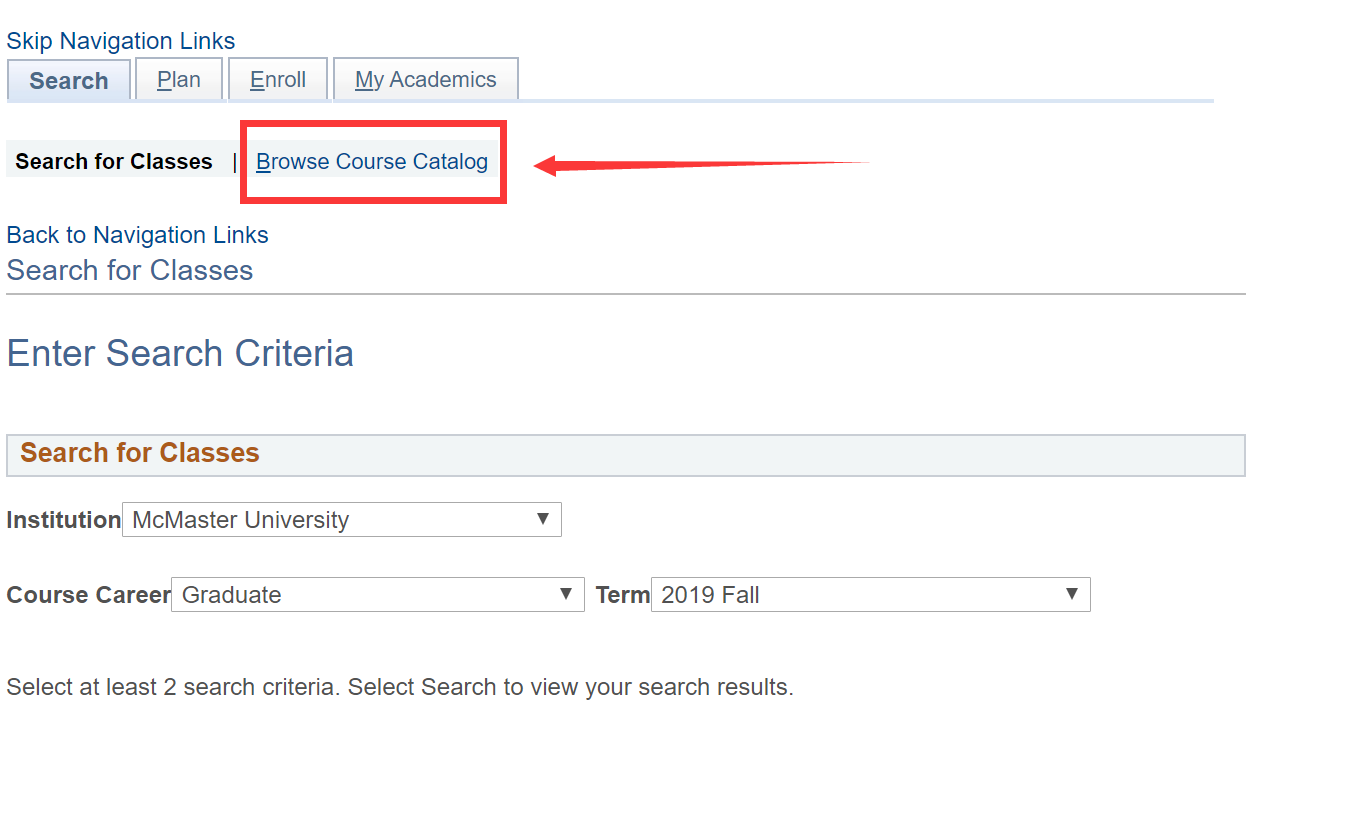 Skip Navigation Links
Search Plan Enroll My Academics
Search for Classes | Browse Course Catalog
Back to Navigation Links
Search for Classes
Enter Search Criteria
Search for Classes
Institution McMaster University
Course Career Graduate Term 2019 Fall
Select at least 2 search criteria. Select Search to view your search results.